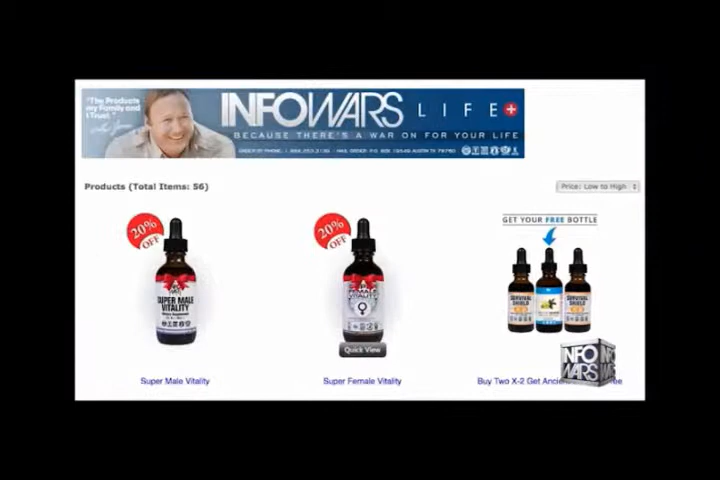 "The Products
my Family and
I Trust."
INFOWARS LIFE+
BECAUSE THERE'S A WAR ON FOR YOUR LIFE
Products (Total Items: 56)
Price: Low to High
20%
OFF
SUPER MALE
VITALITY
20%
OFF
FEMALE
VITALITY
Quick View
GET YOUR FREE BOTTLE
SURVIVAL
SHIELD
SURVIVAL
SHIELD
Super Male Vitality
Super Female Vitality
Buy Two X-2 Get
INFO
WARS